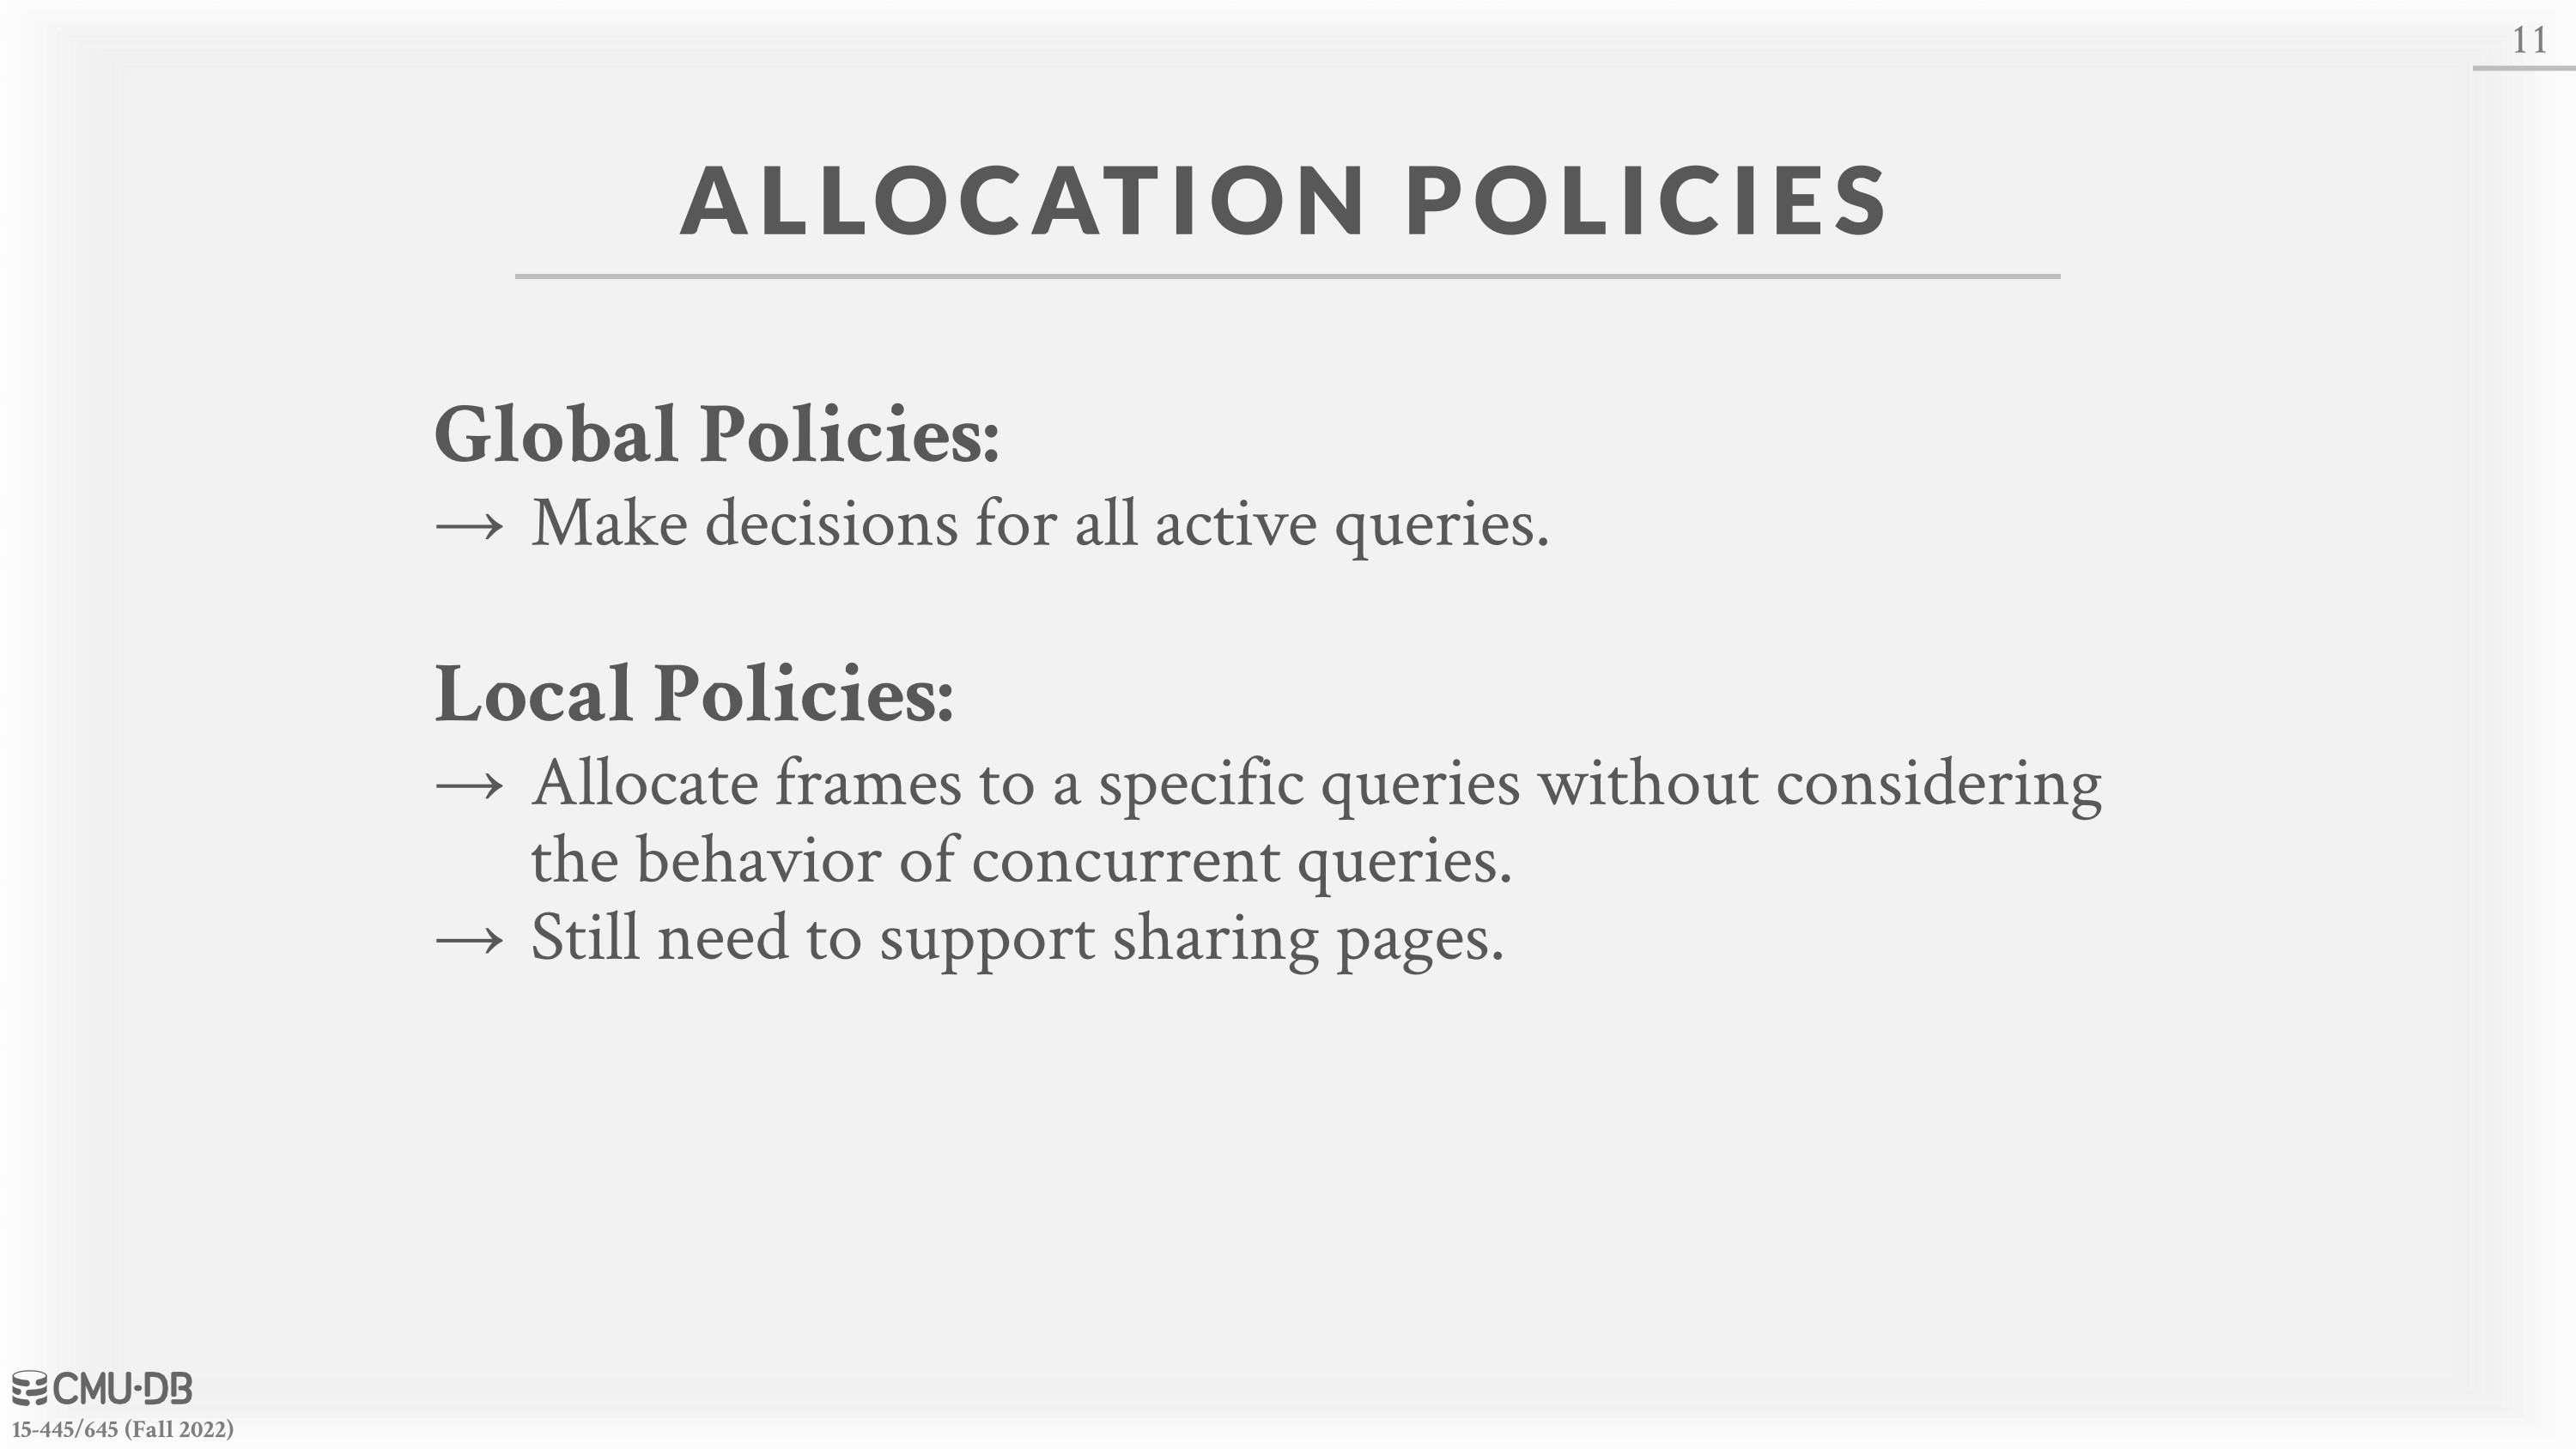 11
ALLOCATION POLICIES
Global Policies:
→ Make decisions for all active queries.
Local Policies:
→ Allocate frames to a specific queries without considering
the behavior of concurrent queries.
→ Still need to support sharing pages.
CMU·DB
15-445/645 (Fall 2022)